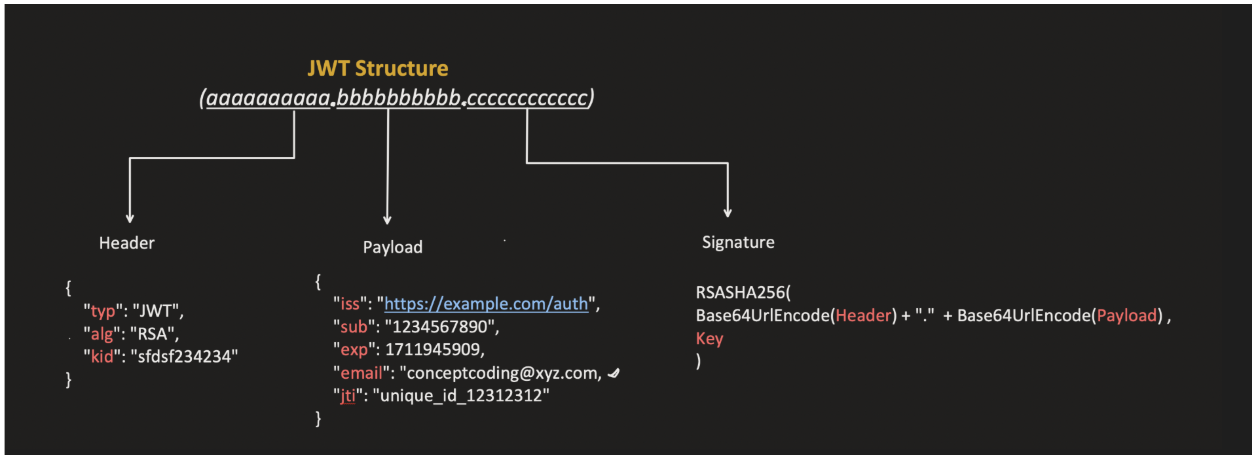 JWT Structure
(aaaaaaaaaa.bbbbbbbbbb.cccccccccccc)
Header
{
"typ": "JWT",
"alg": "RSA",
"kid": "sfdsf234234"
}
Payload
{
"iss": "https://example.com/auth",
"sub": "1234567890",
"exp": 1711945909,
"email": "conceptcoding@xyz.com,
"jti": "unique_id_12312312"
}
Signature
RSASHA256(
Base64UrlEncode(Header) + "." + Base64UrlEncode(Payload) ,
Key
)